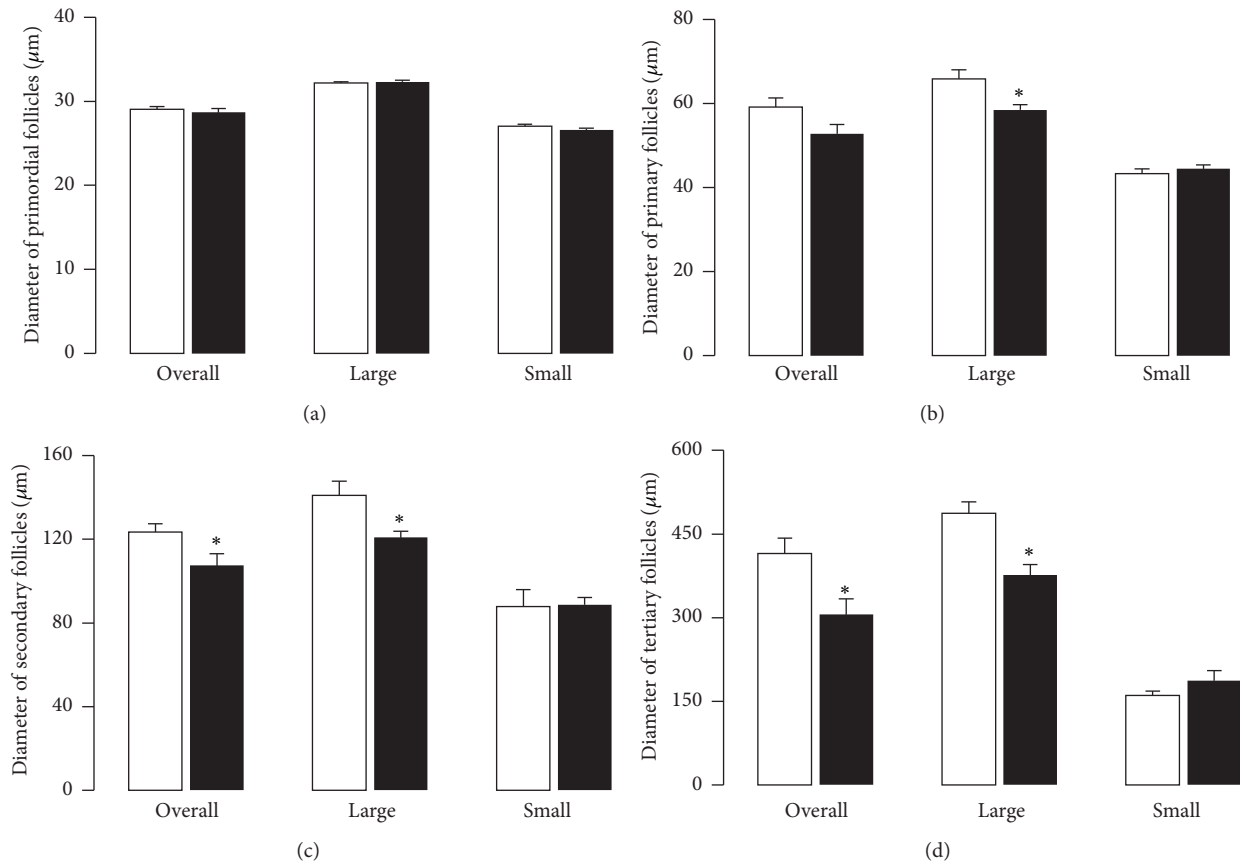 Diameter of primordial follicles (μm)
40
30
20
10
0
Overall
Large
Small
(a)
Diameter of primary follicles (μm)
80
60
40
20
0
*
Overall
Large
Small
(b)
Diameter of secondary follicles (μm)
160
120
80
40
0
*
*
Overall
Large
Small
(c)
Diameter of tertiary follicles (μm)
600
450
300
150
0
*
*
Overall
Large
Small
(d)